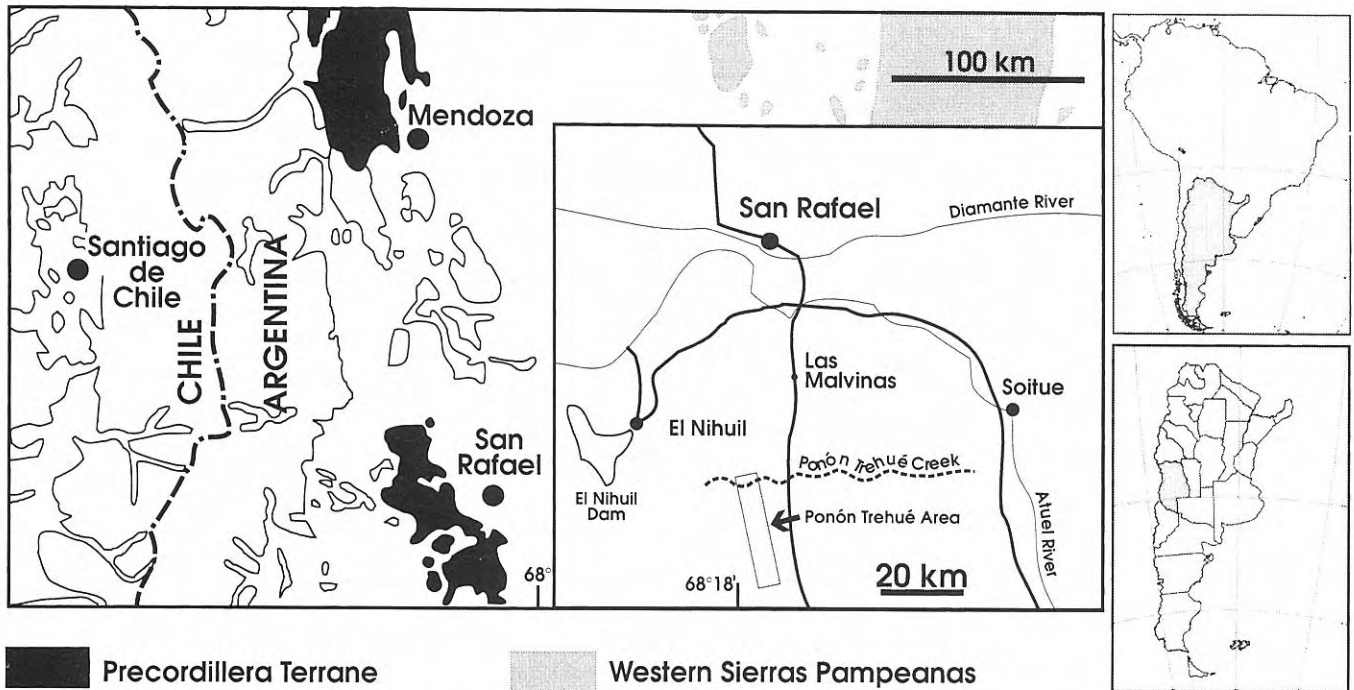 100 km
Mendoza
Santiago
de
Chile
CHILE
ARGENTINA
San
Rafael
68°
San Rafael
Diamante River
Las
Malvinas
Soitue
El Nihuil
El Nihuil
Dam
Ponón Trehué Creek
Ponón Trehué Area
Atuel River
68°18'
20 km
Precordillera Terrane
Western Sierras Pampeanas